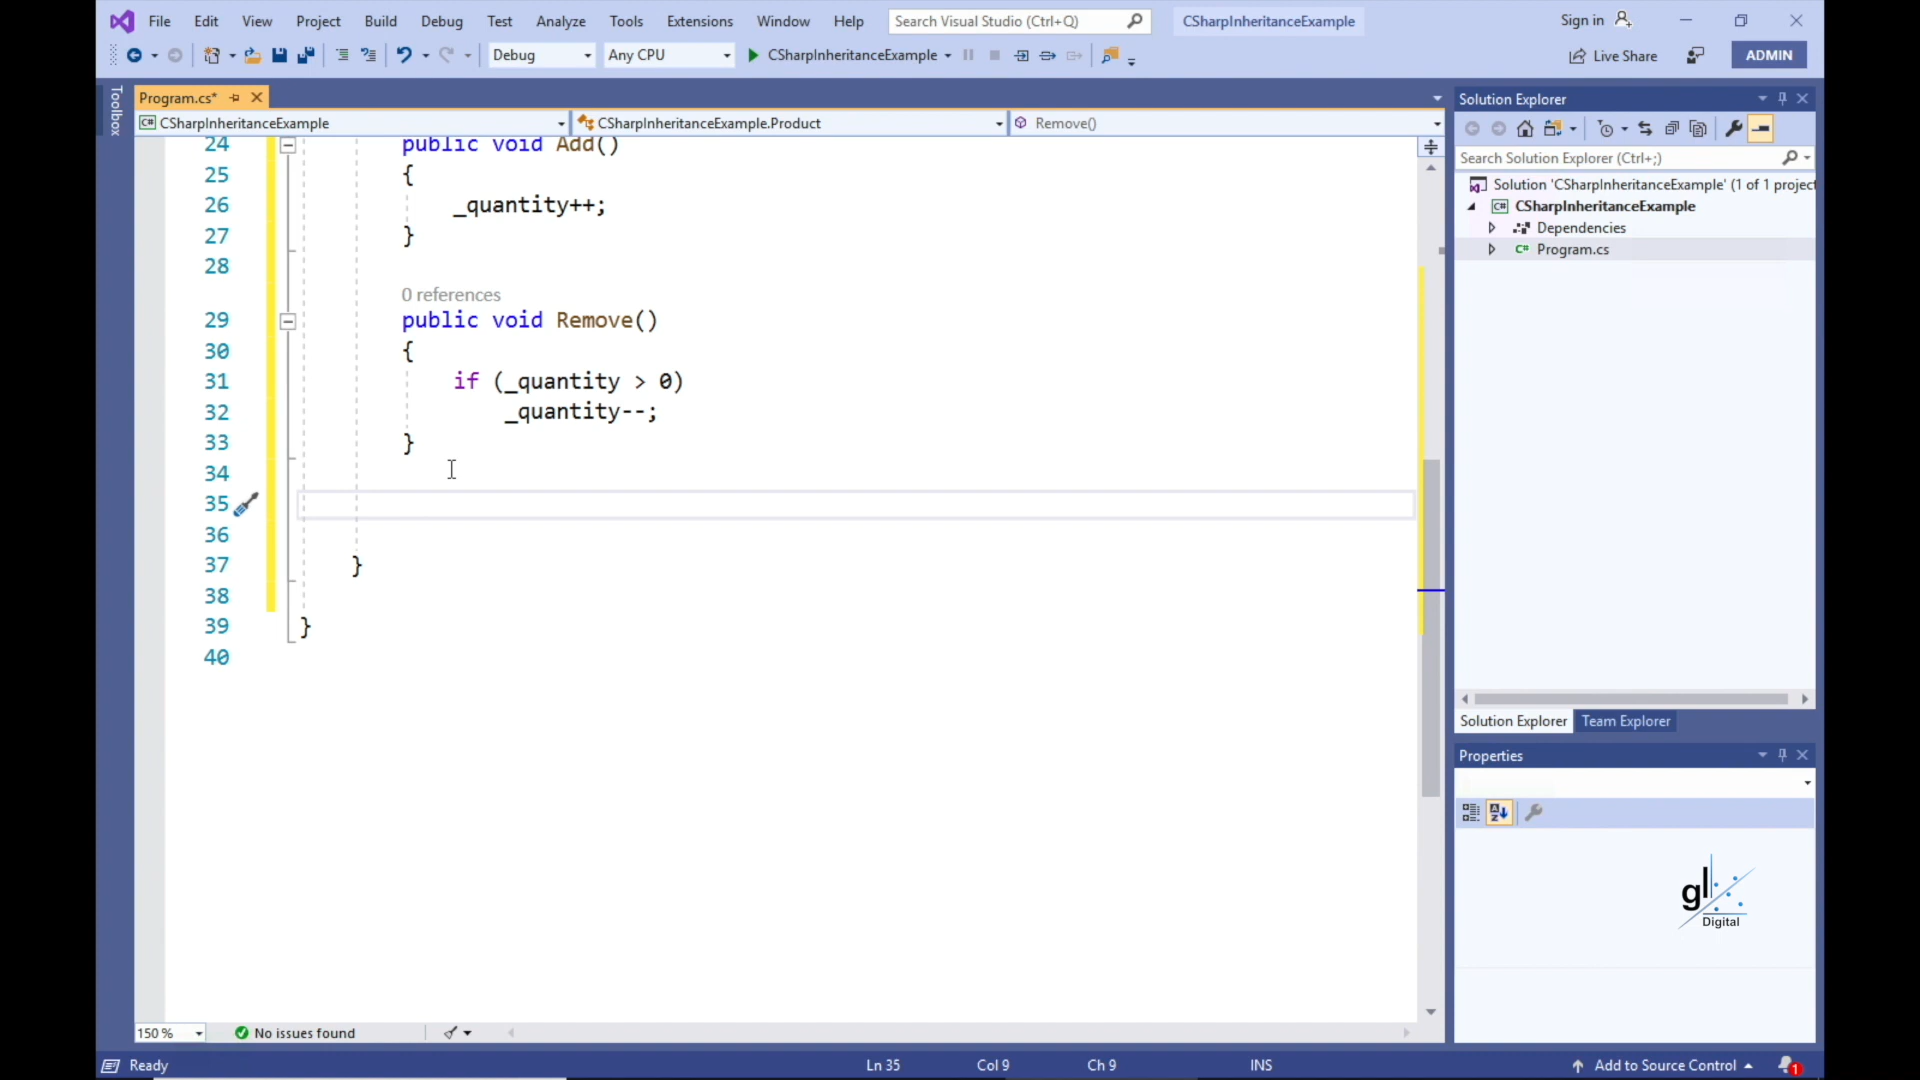 File Edit View Project Build Debug Test Analyze Tools Extensions Window Help Search Visual Studio (Ctrl+Q) CSharpInheritanceExample Sign in
Debug Any CPU CSharpInheritanceExample Live Share ADMIN
Toolbox
Program.cs*
CSharpInheritanceExample CSharpInheritanceExample.Product Remove()
24 public void Add()
25 {
26 _quantity++;
27 }
28
0 references
29 public void Remove()
30 {
31 if (_quantity > 0)
32 _quantity--;
33 }
34
35
36
37 }
38
39 }
40
150 % No issues found
Solution Explorer
Search Solution Explorer (Ctrl+;)
Solution 'CSharpInheritanceExample' (1 of 1 project
C# CSharpInheritanceExample
Dependencies
C# Program.cs
Solution Explorer Team Explorer
Properties
gl
Digital
Ready Ln 35 Col 9 Ch 9 INS Add to Source Control 1